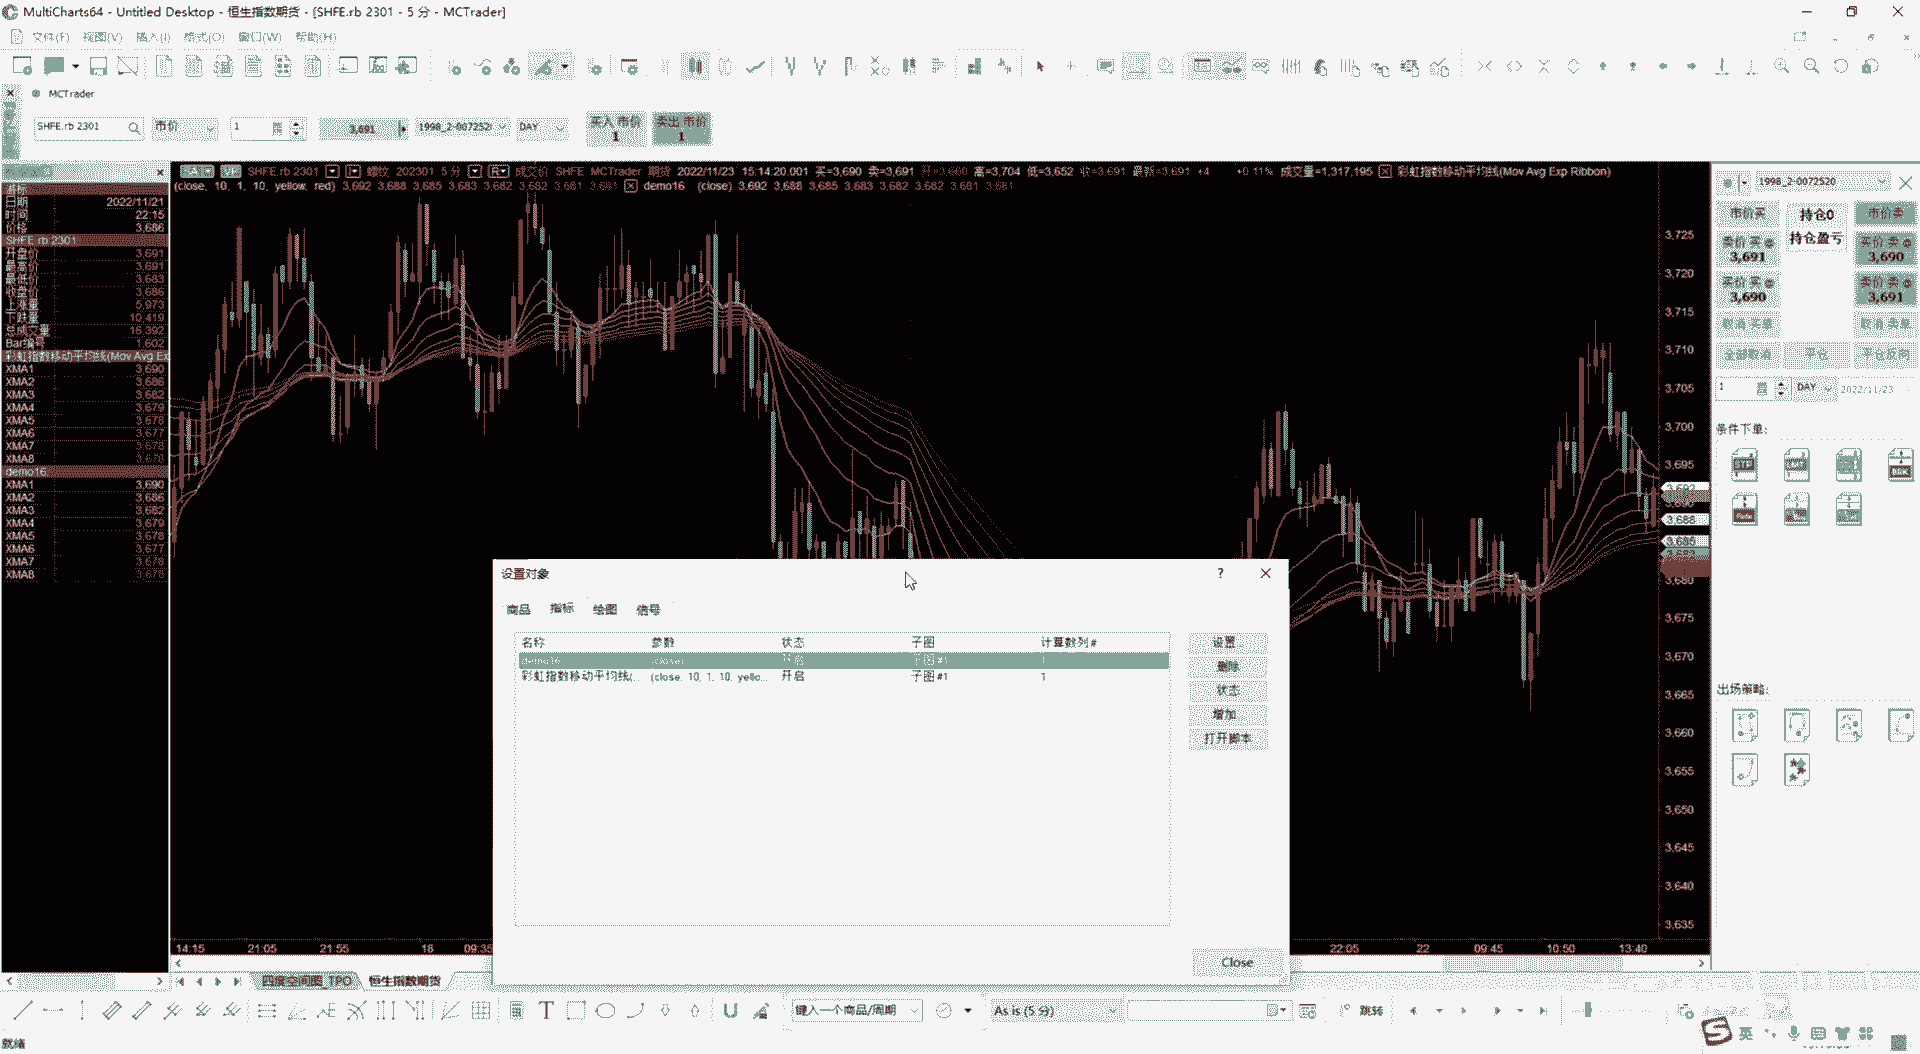 MultiCharts64 - Untitled Desktop - 恒生指数期货 - [SHFE.rb 2301 - 5 分 - MCTrader]
文件(F) 视图(V) 插入(I) 格式(O) 窗口(W) 帮助(H)
MCTrader
SHFE.rb 2301 市价 1 3,691 1998_2-007252 DAY 买入 市价 1 卖出 市价 1
SHFE rb 2301 螺纹 202301 5 分 成交价 SHFE MCTrader 期货 2022/11/23 15:14:20.001 买=3,690 卖=3,691 开=3,660 高=3,704 低=3,652 收=3,691 最新=3,691 +4 +0.11% 成交量=1,317,195 彩虹指数移动平均线(Mov Avg Exp Ribbon)
(close, 10, 1, 10, yellow, red) 3,692 3,688 3,685 3,683 3,682 3,682 3,681 3,681 demo16 (close) 3,692 3,688 3,685 3,683 3,682 3,682 3,681 3,681
日期 2022/11/21
时间 22:15
价格 3,686
SHFE rb 2301
开盘价 3,691
最高价 3,691
最低价 3,683
收盘价 3,686
上涨量 5,973
下跌量 10,419
总成交量 16,392
Bar编号 1,602
彩虹指数移动平均线(Mov Avg Exp
XMA1 3,690
XMA2 3,686
XMA3 3,682
XMA4 3,679
XMA5 3,678
XMA6 3,677
XMA7 3,678
XMA8 3,678
demo16
XMA1 3,690
XMA2 3,686
XMA3 3,682
XMA4 3,679
XMA5 3,678
XMA6 3,677
XMA7 3,678
XMA8 3,678
3,725
3,720
3,715
3,710
3,705
3,700
3,695
3,692
3,690
3,688
3,685
3,680
3,675
3,670
3,665
3,660
3,655
3,650
3,645
3,640
3,635
14:15 21:05 21:55 18 09:35 22:05 22 09:45 10:50 13:40
1998_2-0072520
市价买 持仓0 市价卖
卖价 买 持仓盈亏 买价 卖
3,691 3,690
买价 买 卖价 卖
3,690 3,691
取消 买单 取消 卖单
全部取消 平仓 平仓反向
1 DAY 2022/11/23
条件下单:
出场策略:
设置对象
商品 指标 绘图 信号
名称 参数 状态 子图 计算数列 #
demo16 (close) 开启 子图 #1 1
彩虹指数移动平均线(.. (close, 10, 1, 10, yello... 开启 子图 #1 1
设置
删除
状态
增加
打开脚本
Close
四度空间图_TPO 恒生指数期货
键入一个商品/周期 As is (5 分) 跳转
英
就绪